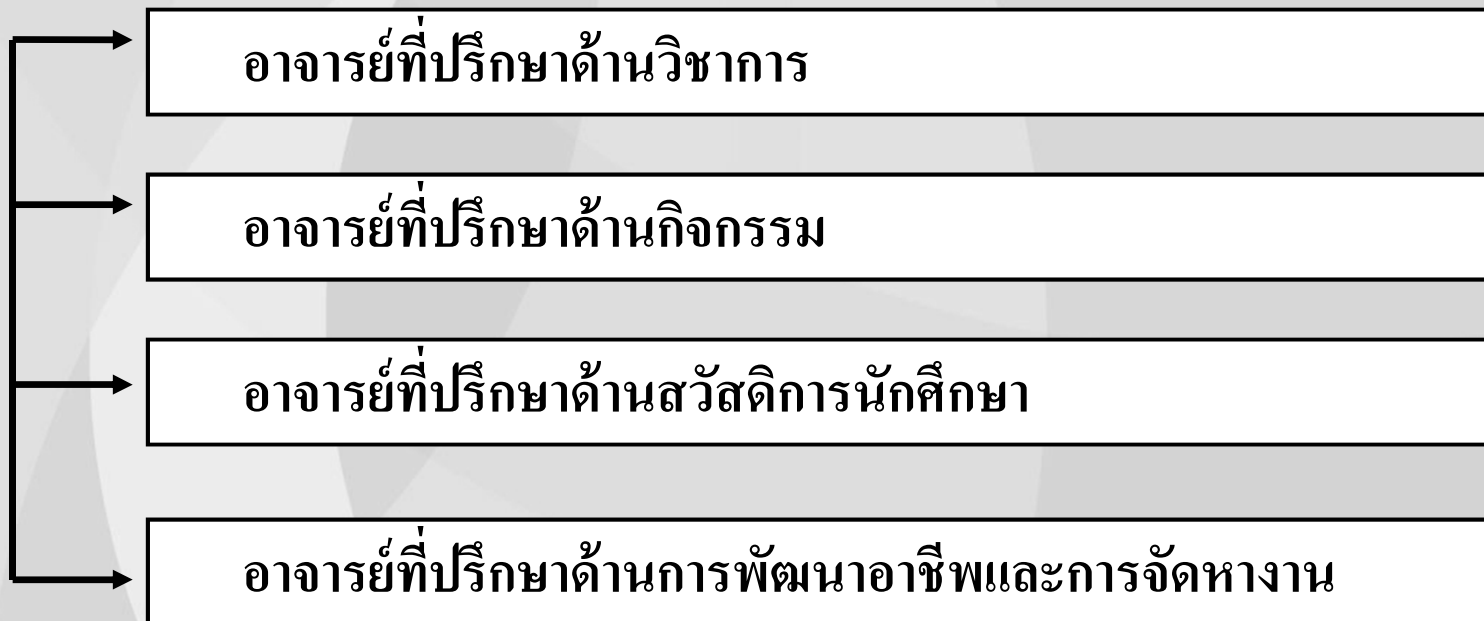 อาจารย์ที่ปรึกษาด้านวิชาการ
อาจารย์ที่ปรึกษาด้านกิจกรรม
อาจารย์ที่ปรึกษาด้านสวัสดิการนักศึกษา
อาจารย์ที่ปรึกษาด้านการพัฒนาอาชีพและการจัดหางาน